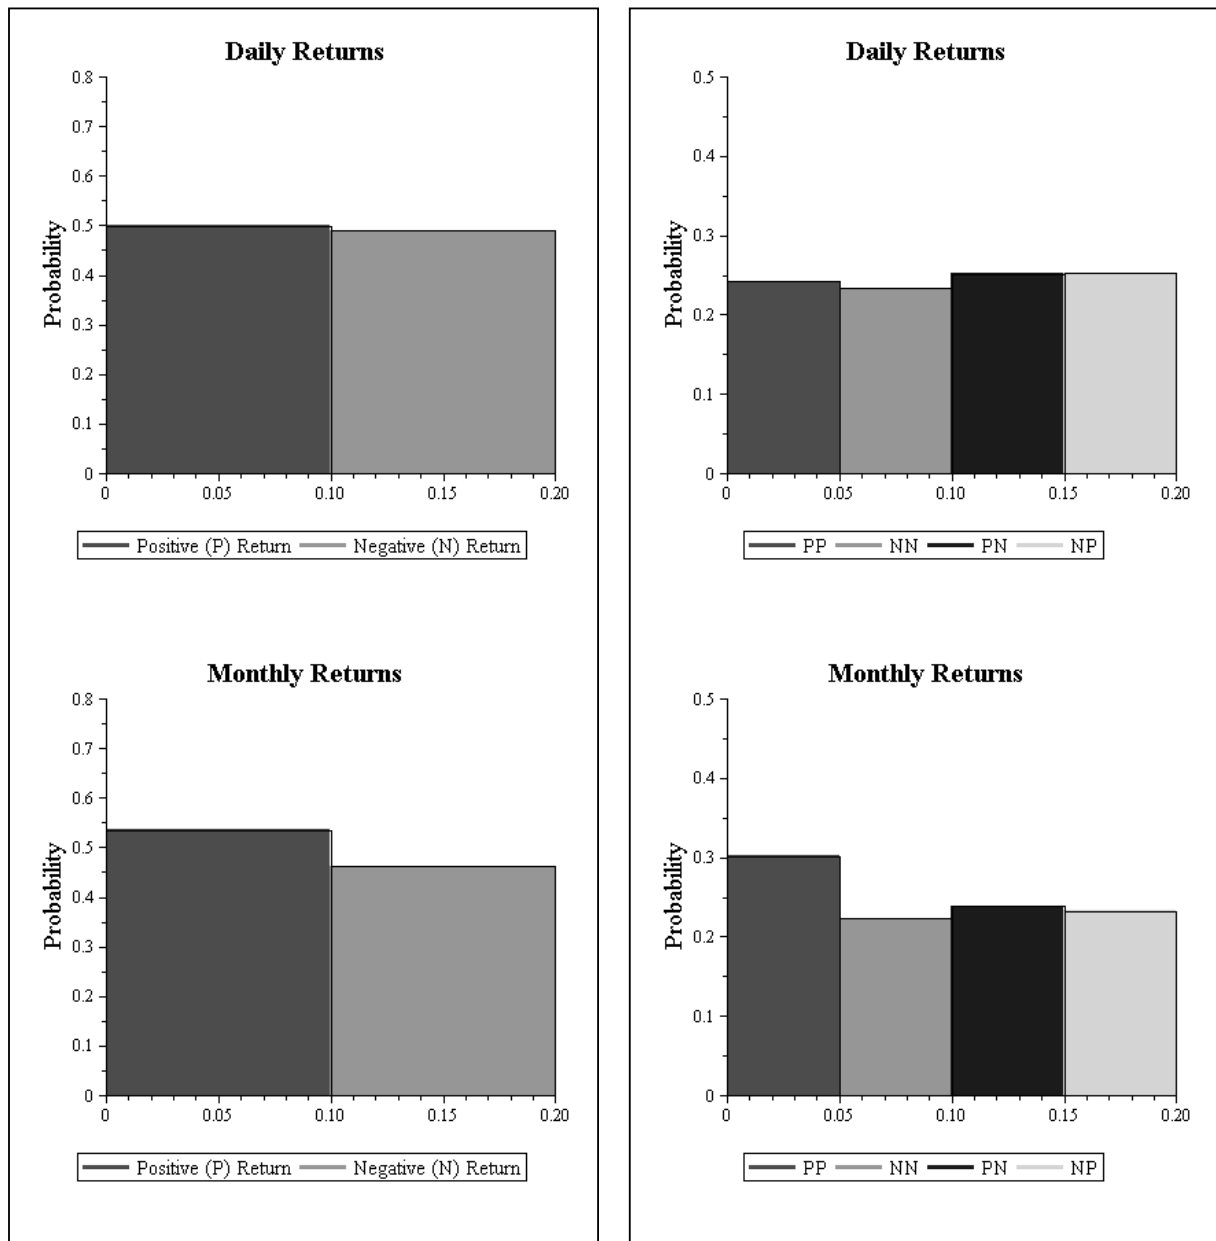 Daily Returns
0.8
0.7
0.6
0.5
0.4
0.3
0.2
0.1
0
Probability
0 0.05 0.10 0.15 0.20
Positive (P) Return Negative (N) Return
Daily Returns
0.5
0.4
0.3
0.2
0.1
0
Probability
0 0.05 0.10 0.15 0.20
PP NN PN NP
Monthly Returns
0.8
0.7
0.6
0.5
0.4
0.3
0.2
0.1
0
Probability
0 0.05 0.10 0.15 0.20
Positive (P) Return Negative (N) Return
Monthly Returns
0.5
0.4
0.3
0.2
0.1
0
Probability
0 0.05 0.10 0.15 0.20
PP NN PN NP